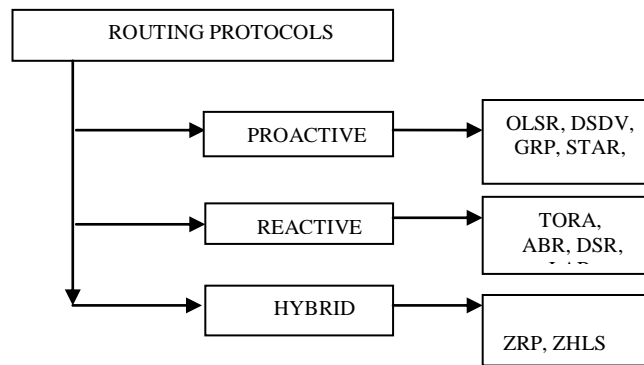 ROUTING PROTOCOLS
PROACTIVE
OLSR, DSDV,
GRP, STAR,
REACTIVE
TORA,
ABR, DSR,
HYBRID
ZRP, ZHLS